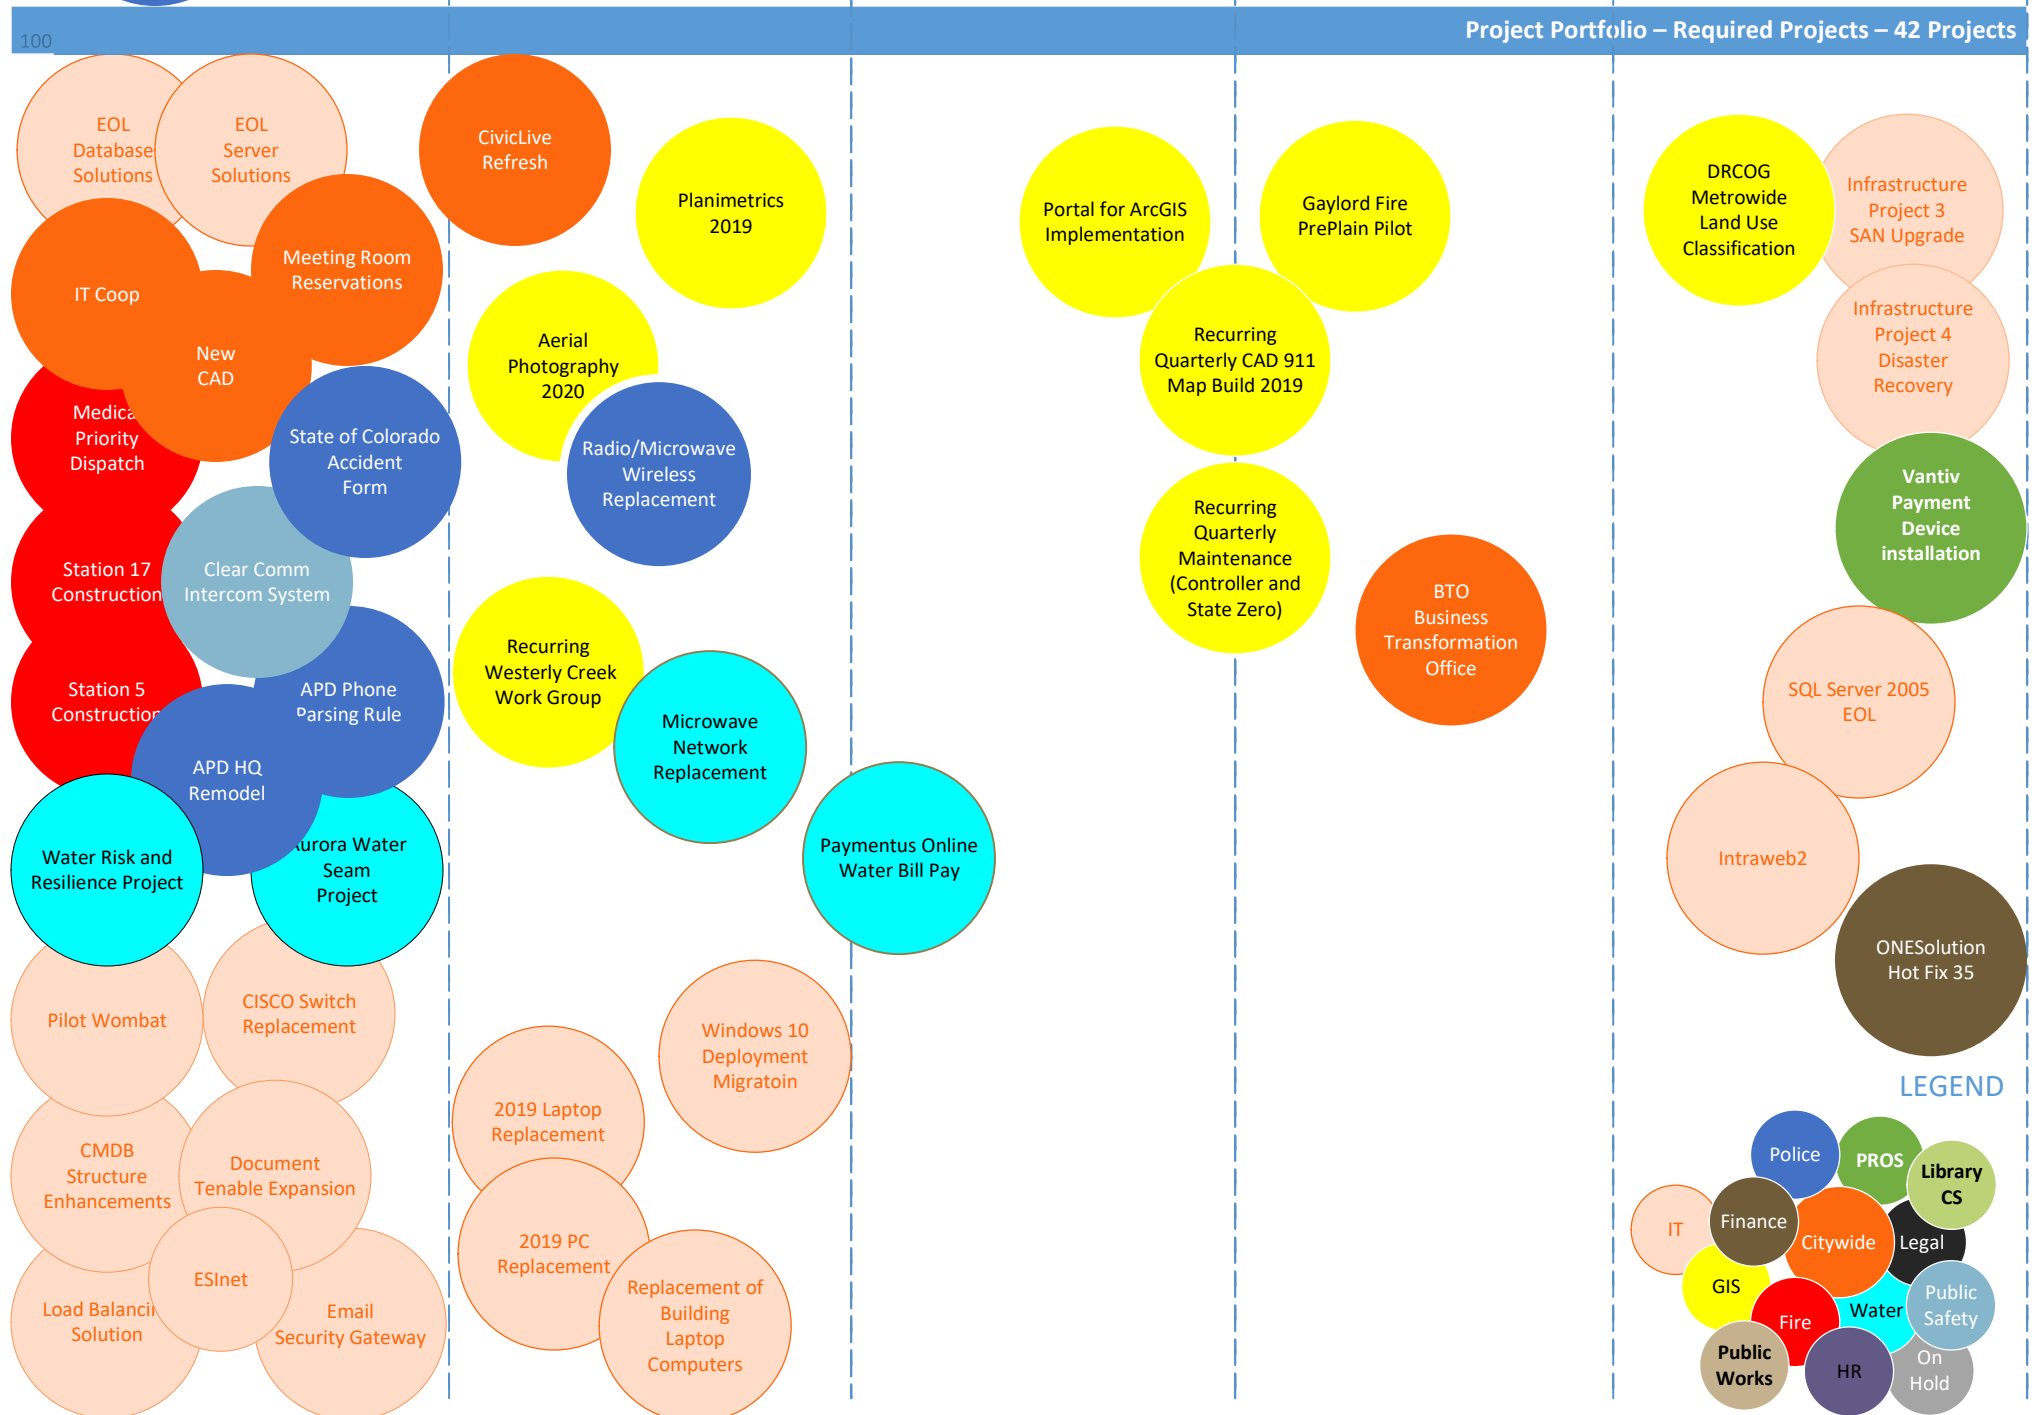 Project Portfolio – Required Projects – 42 Projects
100
EOL
Database
Solutions
EOL
Server
Solutions
CivicLive
Refresh
Planimetrics
2019
Portal for ArcGIS
Implementation
Gaylord Fire
PrePlain Pilot
DRCOG
Metrowide
Land Use
Classification
Infrastructure
Project 3
SAN Upgrade
IT Coop
Meeting Room
Reservations
New
CAD
Aerial
Photography
2020
Recurring
Quarterly CAD 911
Map Build 2019
Infrastructure
Project 4
Disaster
Recovery
Medica
Priority
Dispatch
State of Colorado
Accident
Form
Radio/Microwave
Wireless
Replacement
Vantiv
Payment
Device
installation
Station 17
Construction
Clear Comm
Intercom System
Recurring
Quarterly
Maintenance
(Controller and
State Zero)
BTO
Business
Transformation
Office
Station 5
Construction
APD Phone
Parsing Rule
Recurring
Westerly Creek
Work Group
SQL Server 2005
EOL
APD HQ
Remodel
Microwave
Network
Replacement
Water Risk and
Resilience Project
Aurora Water
Seam
Project
Paymentus Online
Water Bill Pay
Intraweb2
ONESolution
Hot Fix 35
Pilot Wombat
CISCO Switch
Replacement
Windows 10
Deployment
Migratoin
2019 Laptop
Replacement
CMDB
Structure
Enhancements
Document
Tenable Expansion
2019 PC
Replacement
ESInet
Load Balancin
Solution
Email
Security Gateway
Replacement of
Building
Laptop
Computers
LEGEND
Police
PROS
Library
CS
IT
Finance
Citywide
Legal
GIS
Fire
Water
Public
Safety
Public
Works
HR
On
Hold